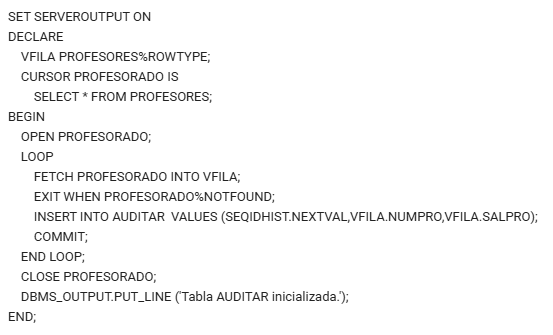 SET SERVEROUTPUT ON
DECLARE
VFILA PROFESORES%ROWTYPE;
CURSOR PROFESORADO IS
SELECT * FROM PROFESORES;
BEGIN
OPEN PROFESORADO;
LOOP
FETCH PROFESORADO INTO VFILA;
EXIT WHEN PROFESORADO%NOTFOUND;
INSERT INTO AUDITAR VALUES (SEQIDHIST.NEXTVAL,VFILA.NUMPRO,VFILA.SALPRO);
COMMIT;
END LOOP;
CLOSE PROFESORADO;
DBMS_OUTPUT.PUT_LINE ('Tabla AUDITAR inicializada.');
END;